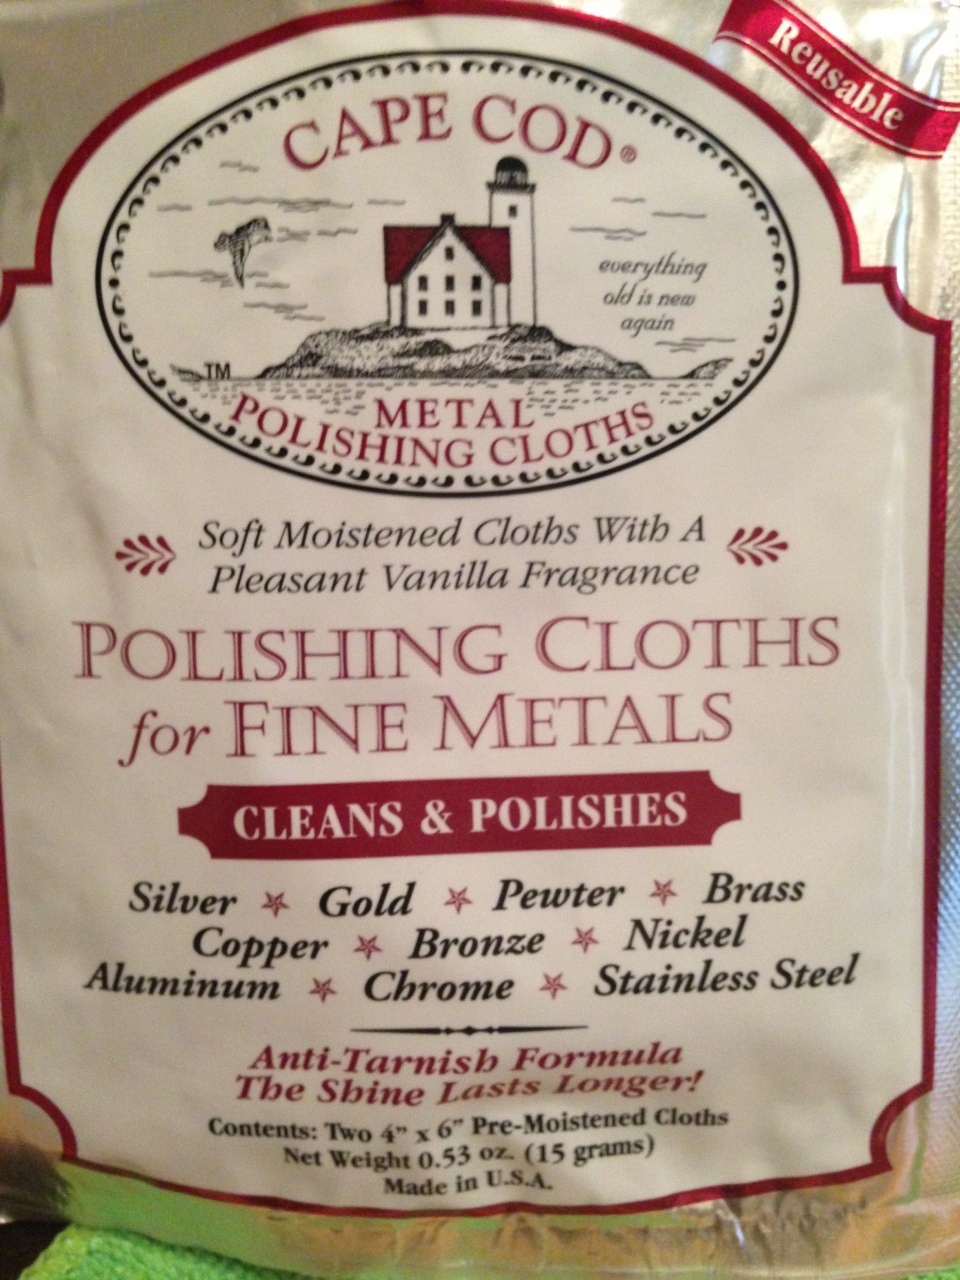 Reusable
CAPE COD®
everything
old is new
again
TM
METAL
POLISHING CLOTHS
Soft Moistened Cloths With A
Pleasant Vanilla Fragrance
POLISHING CLOTHS
for FINE METALS
CLEANS & POLISHES
Silver Gold Pewter Brass
Copper Bronze Nickel
Aluminum Chrome Stainless Steel
Anti-Tarnish Formula
The Shine Lasts Longer!
Contents: Two 4" x 6" Pre-Moistened Cloths
Net Weight 0.53 oz. (15 grams)
Made in U.S.A.